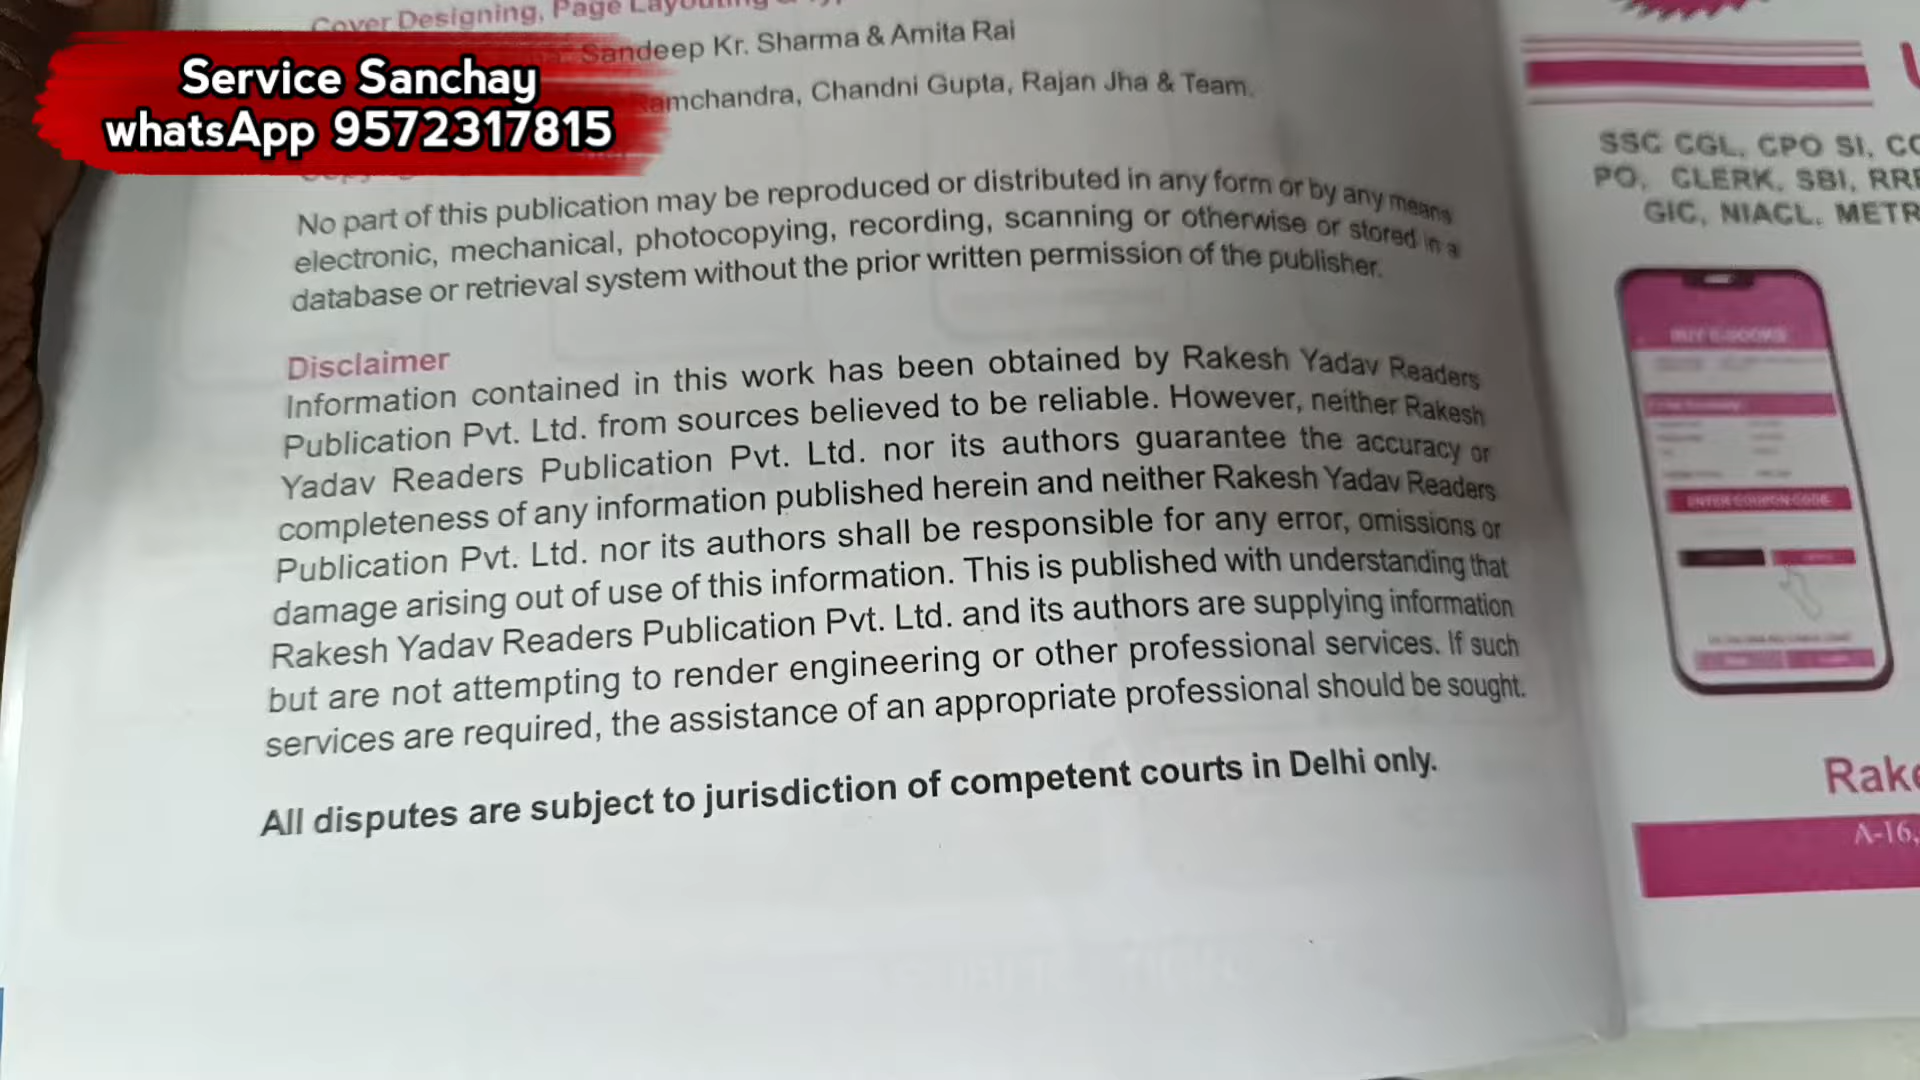 Cover Designing, Page Layouting &
Sandeep Kr. Sharma & Amita Rai
Ramchandra, Chandni Gupta, Rajan Jha & Team.
Service Sanchay
whatsApp 9572317815
No part of this publication may be reproduced or distributed in any form or by any means
electronic, mechanical, photocopying, recording, scanning or otherwise or stored in a
database or retrieval system without the prior written permission of the publisher.
Disclaimer
Information contained in this work has been obtained by Rakesh Yadav Readers
Publication Pvt. Ltd. from sources believed to be reliable. However, neither Rakesh
Yadav Readers Publication Pvt. Ltd. nor its authors guarantee the accuracy or
completeness of any information published herein and neither Rakesh Yadav Readers
Publication Pvt. Ltd. nor its authors shall be responsible for any error, omissions or
damage arising out of use of this information. This is published with understanding that
Rakesh Yadav Readers Publication Pvt. Ltd. and its authors are supplying information
but are not attempting to render engineering or other professional services. If such
services are required, the assistance of an appropriate professional should be sought.
All disputes are subject to jurisdiction of competent courts in Delhi only.
SSC CGL, CPO SI,
PO, CLERK, SBI, RRB
GIC, NIACL, METR
BUY E-BOOKS
ENTER COUPON CODE
Rake
A-16,